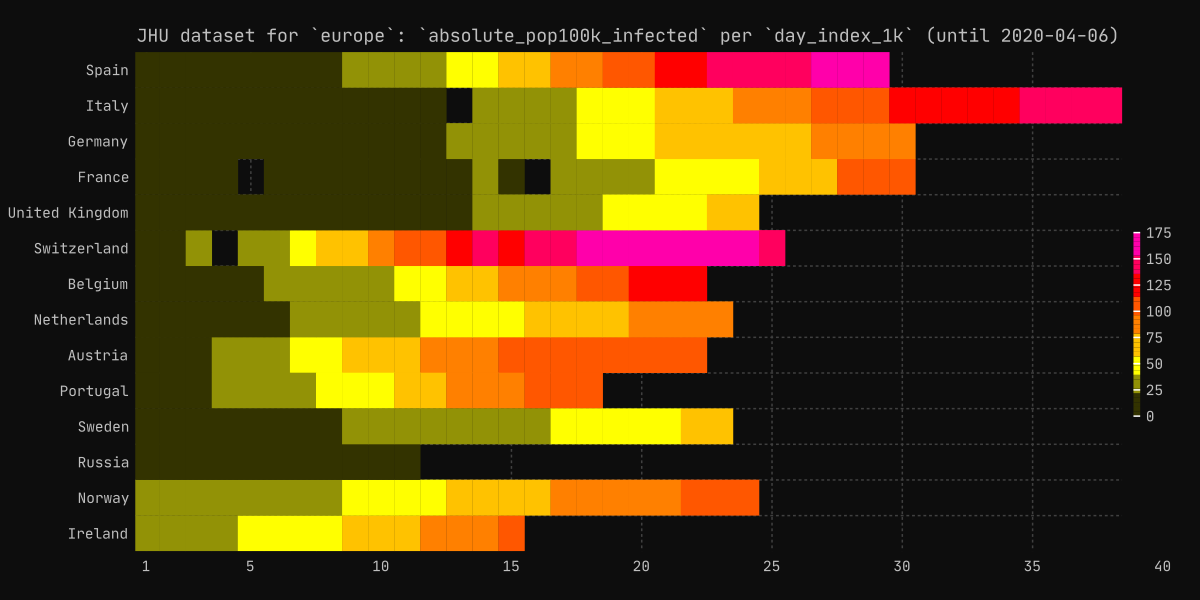 JHU dataset for `europe`: `absolute_pop100k_infected` per `day_index_1k` (until 2020-04-06)
Spain
Italy
Germany
France
United Kingdom
Switzerland
Belgium
Netherlands
Austria
Portugal
Sweden
Russia
Norway
Ireland
1 5 10 15 20 25 30 35 40
175
150
125
100
75
50
25
0